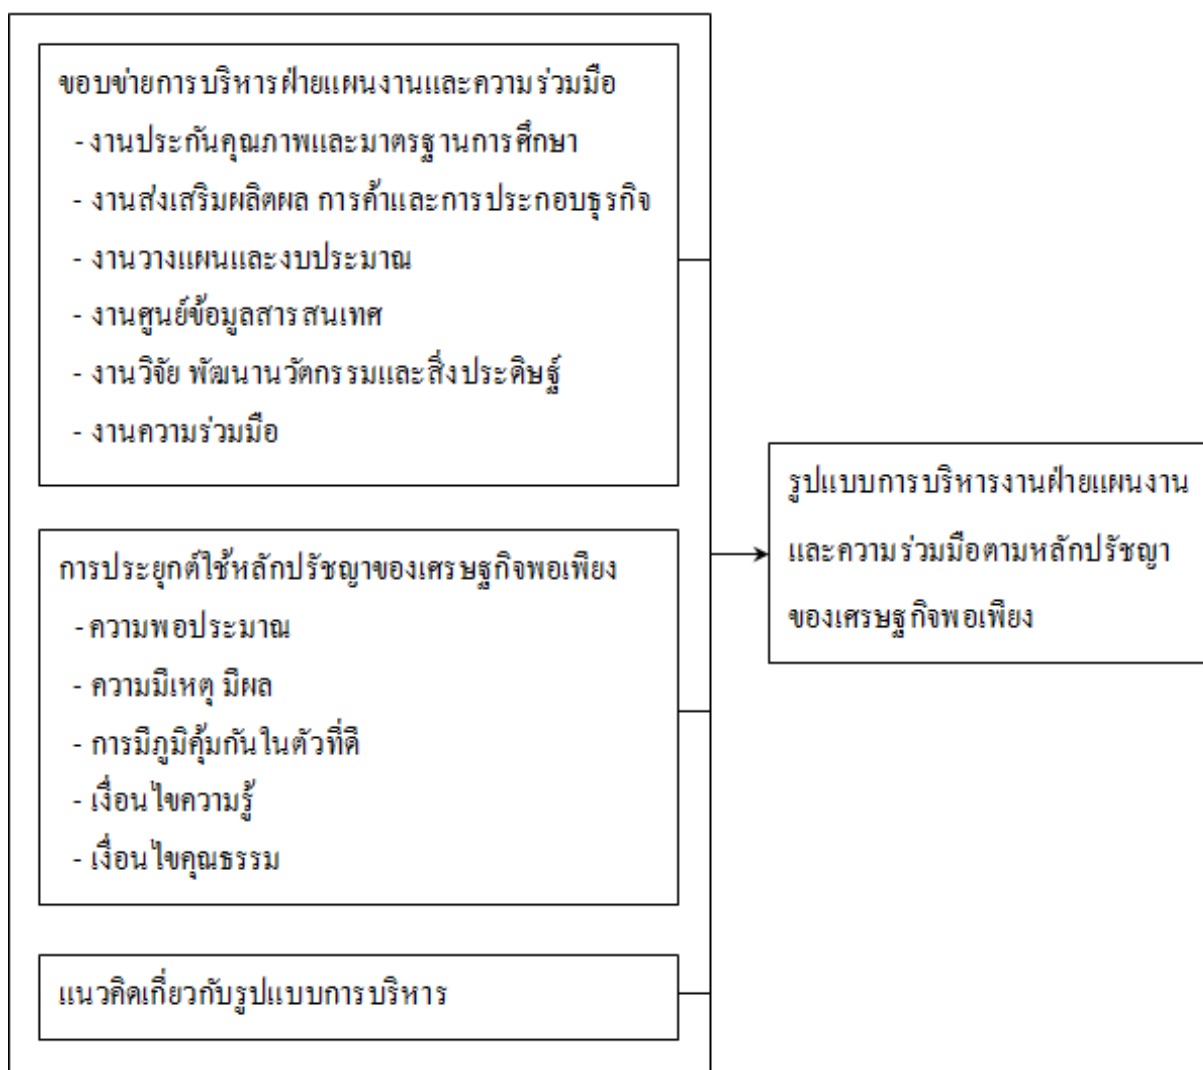 ขอบข่ายการบริหารฝ่ายแผนงานและความร่วมมือ
- งานประกันคุณภาพและมาตรฐานการศึกษา
- งานส่งเสริมผลิตผล การค้าและการประกอบธุรกิจ
- งานวางแผนและงบประมาณ
- งานศูนย์ข้อมูลสารสนเทศ
- งานวิจัย พัฒนานวัตกรรมและสิ่งประดิษฐ์
- งานความร่วมมือ
การประยุกต์ใช้หลักปรัชญาของเศรษฐกิจพอเพียง
- ความพอประมาณ
- ความมีเหตุ มีผล
- การมีภูมิคุ้มกันในตัวที่ดี
- เงื่อนไขความรู้
- เงื่อนไขคุณธรรม
แนวคิดเกี่ยวกับรูปแบบการบริหาร
รูปแบบการบริหารงานฝ่ายแผนงาน
และความร่วมมือตามหลักปรัชญา
ของเศรษฐกิจพอเพียง